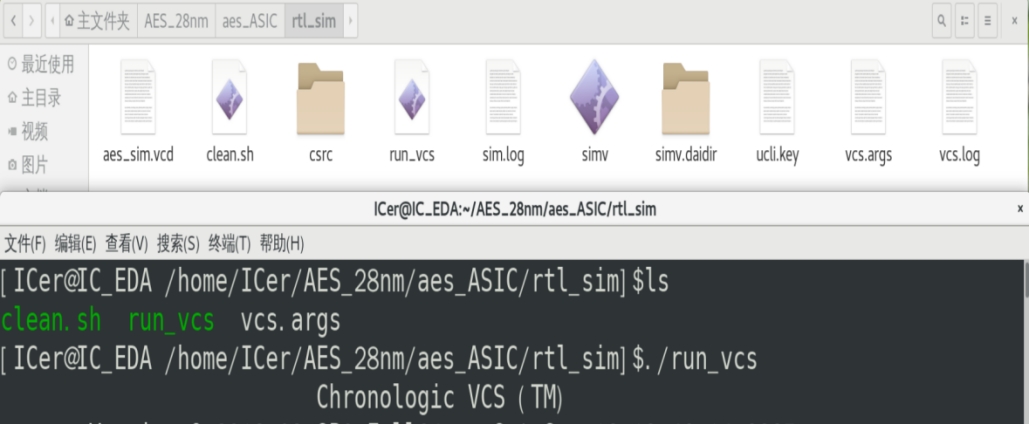 主文件夹 AES_28nm aes_ASIC rtl_sim
最近使用
主目录
视频
图片
aes_sim.vcd clean.sh csrc run_vcs sim.log simv simv.daidir ucli.key vcs.args vcs.log
ICer@IC_EDA:~/AES_28nm/aes_ASIC/rtl_sim
文件(F) 编辑(E) 查看(V) 搜索(S) 终端(T) 帮助(H)
[ICer@IC_EDA /home/ICer/AES_28nm/aes_ASIC/rtl_sim]$ls
clean.sh run_vcs vcs.args
[ICer@IC_EDA /home/ICer/AES_28nm/aes_ASIC/rtl_sim]$./run_vcs
Chronologic VCS (TM)